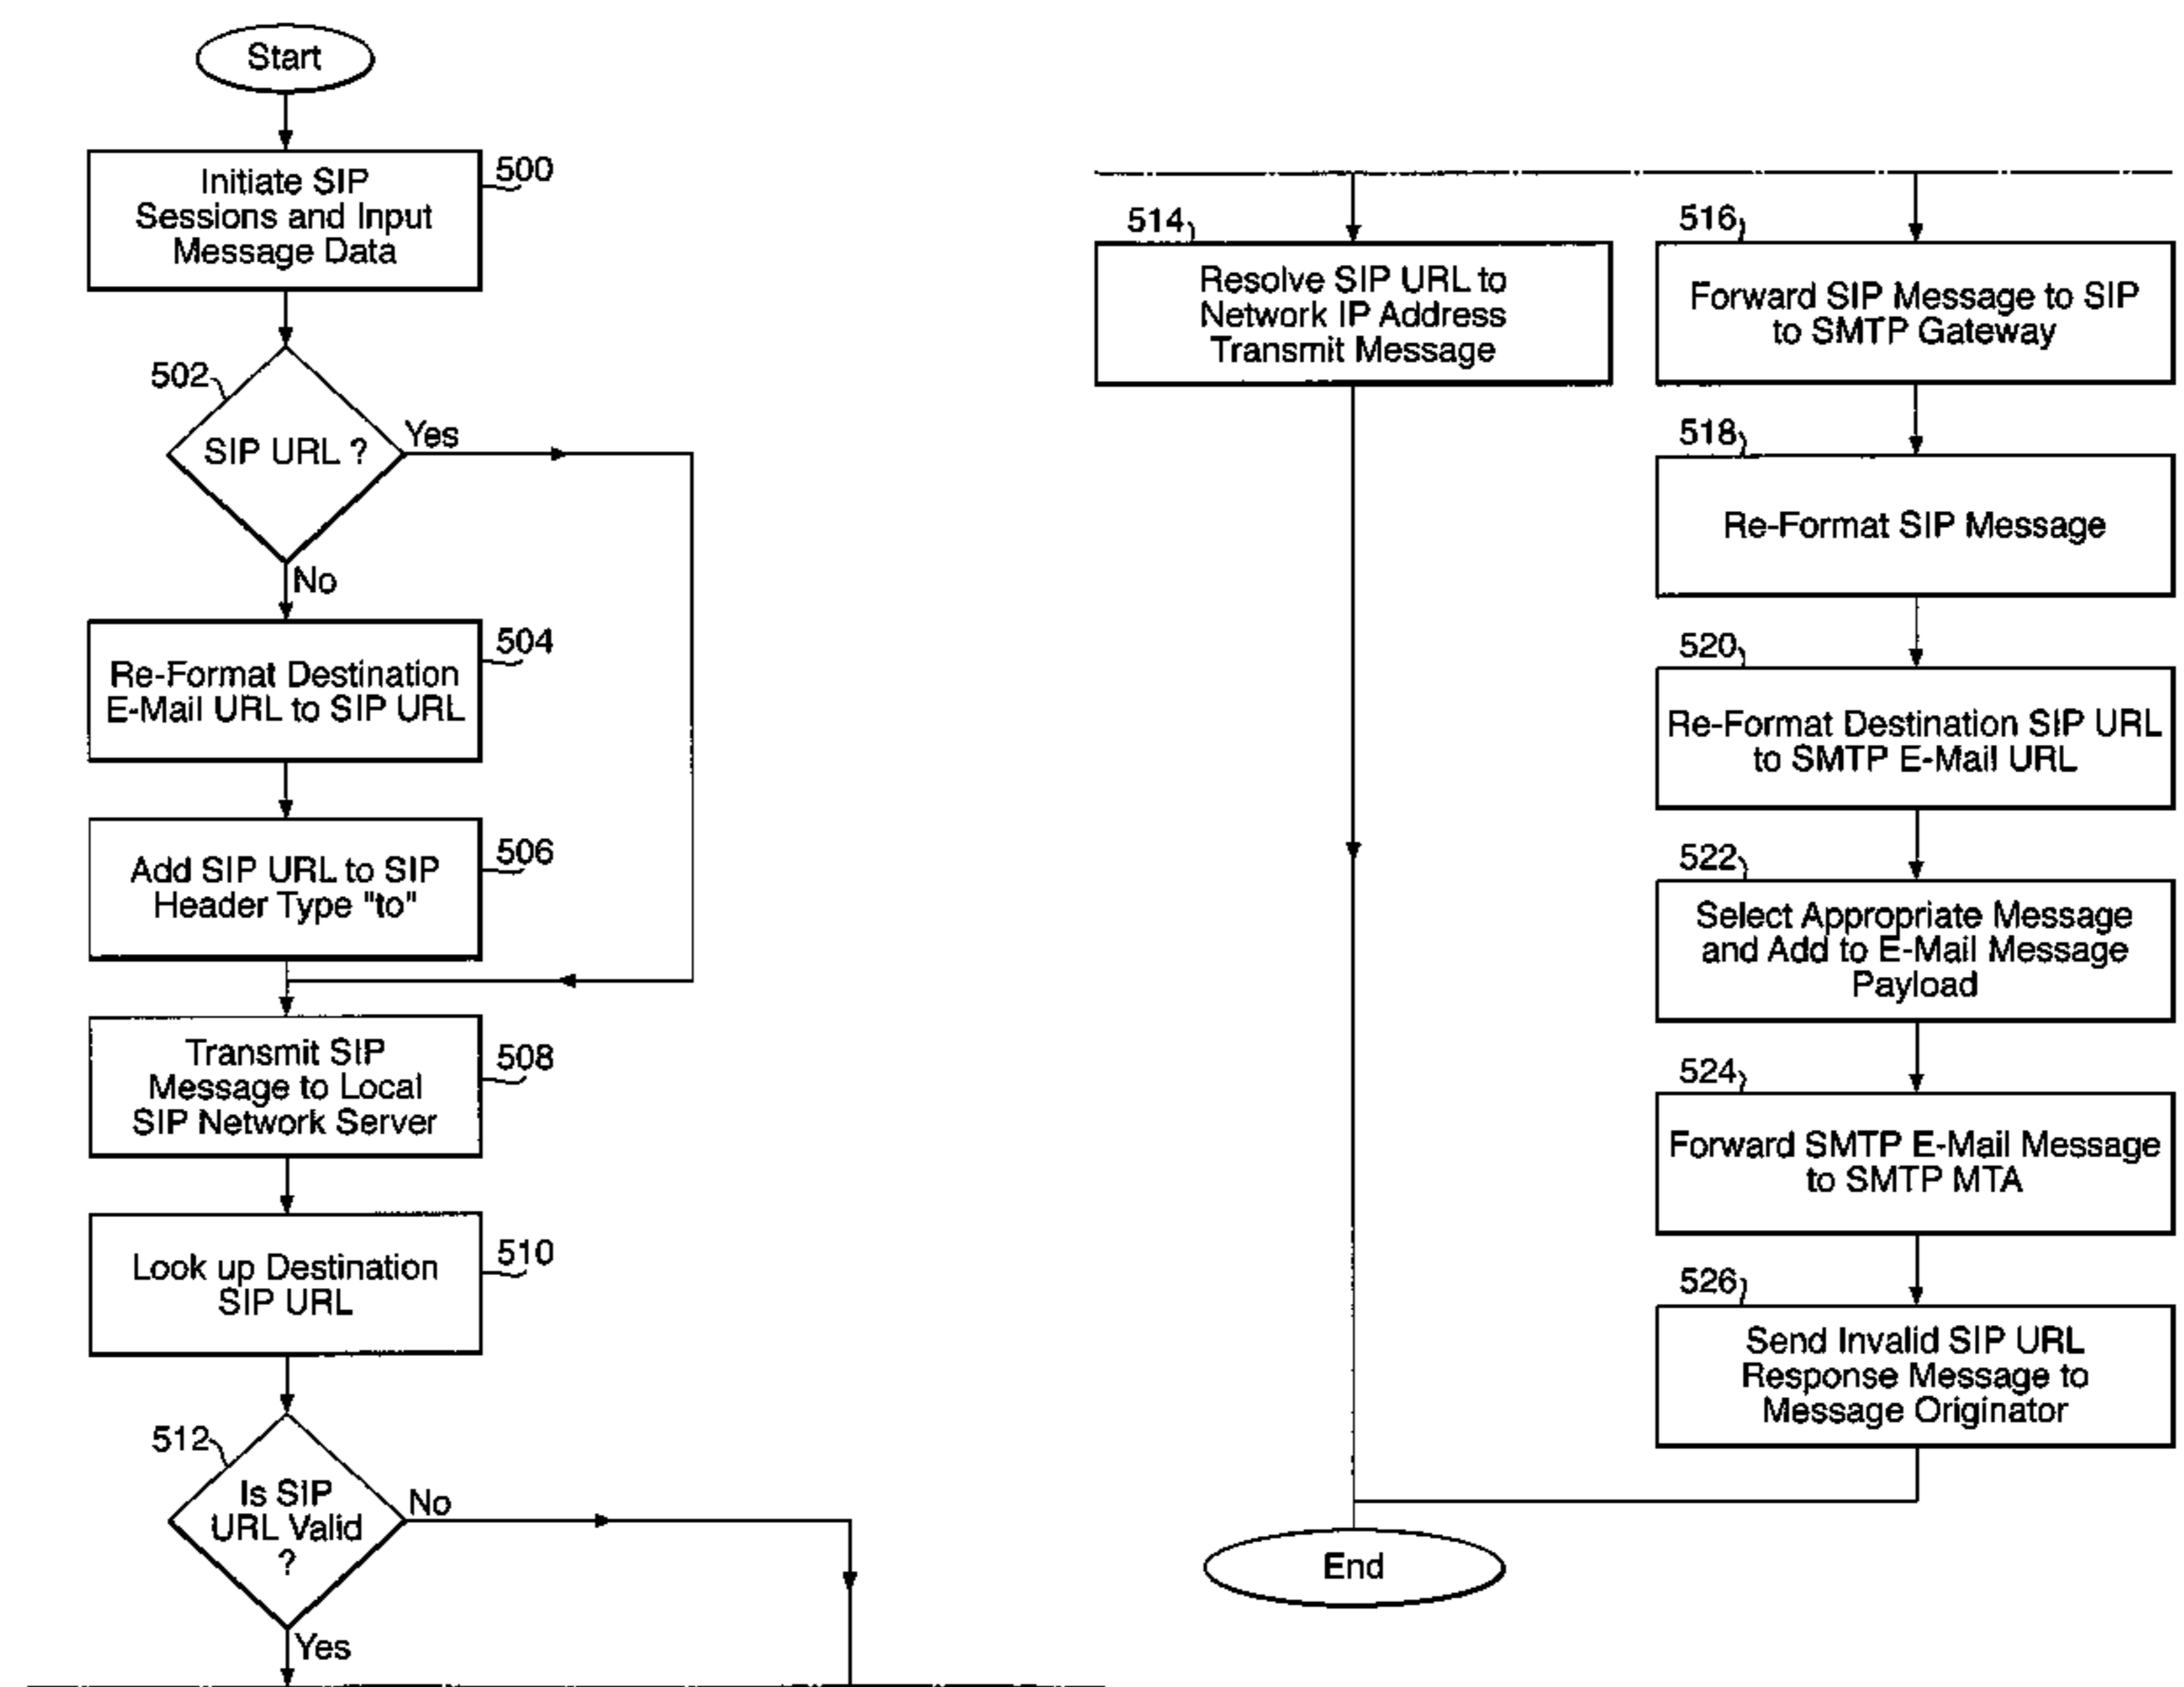 Start
500
Initiate SIP
Sessions and Input
Message Data
502
SIP URL ?
Yes
No
504
Re-Format Destination
E-Mail URL to SIP URL
506
Add SIP URL to SIP
Header Type "to"
508
Transmit SIP
Message to Local
SIP Network Server
510
Look up Destination
SIP URL
512
Is SIP
URL Valid
?
No
Yes
514
Resolve SIP URL to
Network IP Address
Transmit Message
516
Forward SIP Message to SIP
to SMTP Gateway
518
Re-Format SIP Message
520
Re-Format Destination SIP URL
to SMTP E-Mail URL
522
Select Appropriate Message
and Add to E-Mail Message
Payload
524
Forward SMTP E-Mail Message
to SMTP MTA
526
Send Invalid SIP URL
Response Message to
Message Originator
End